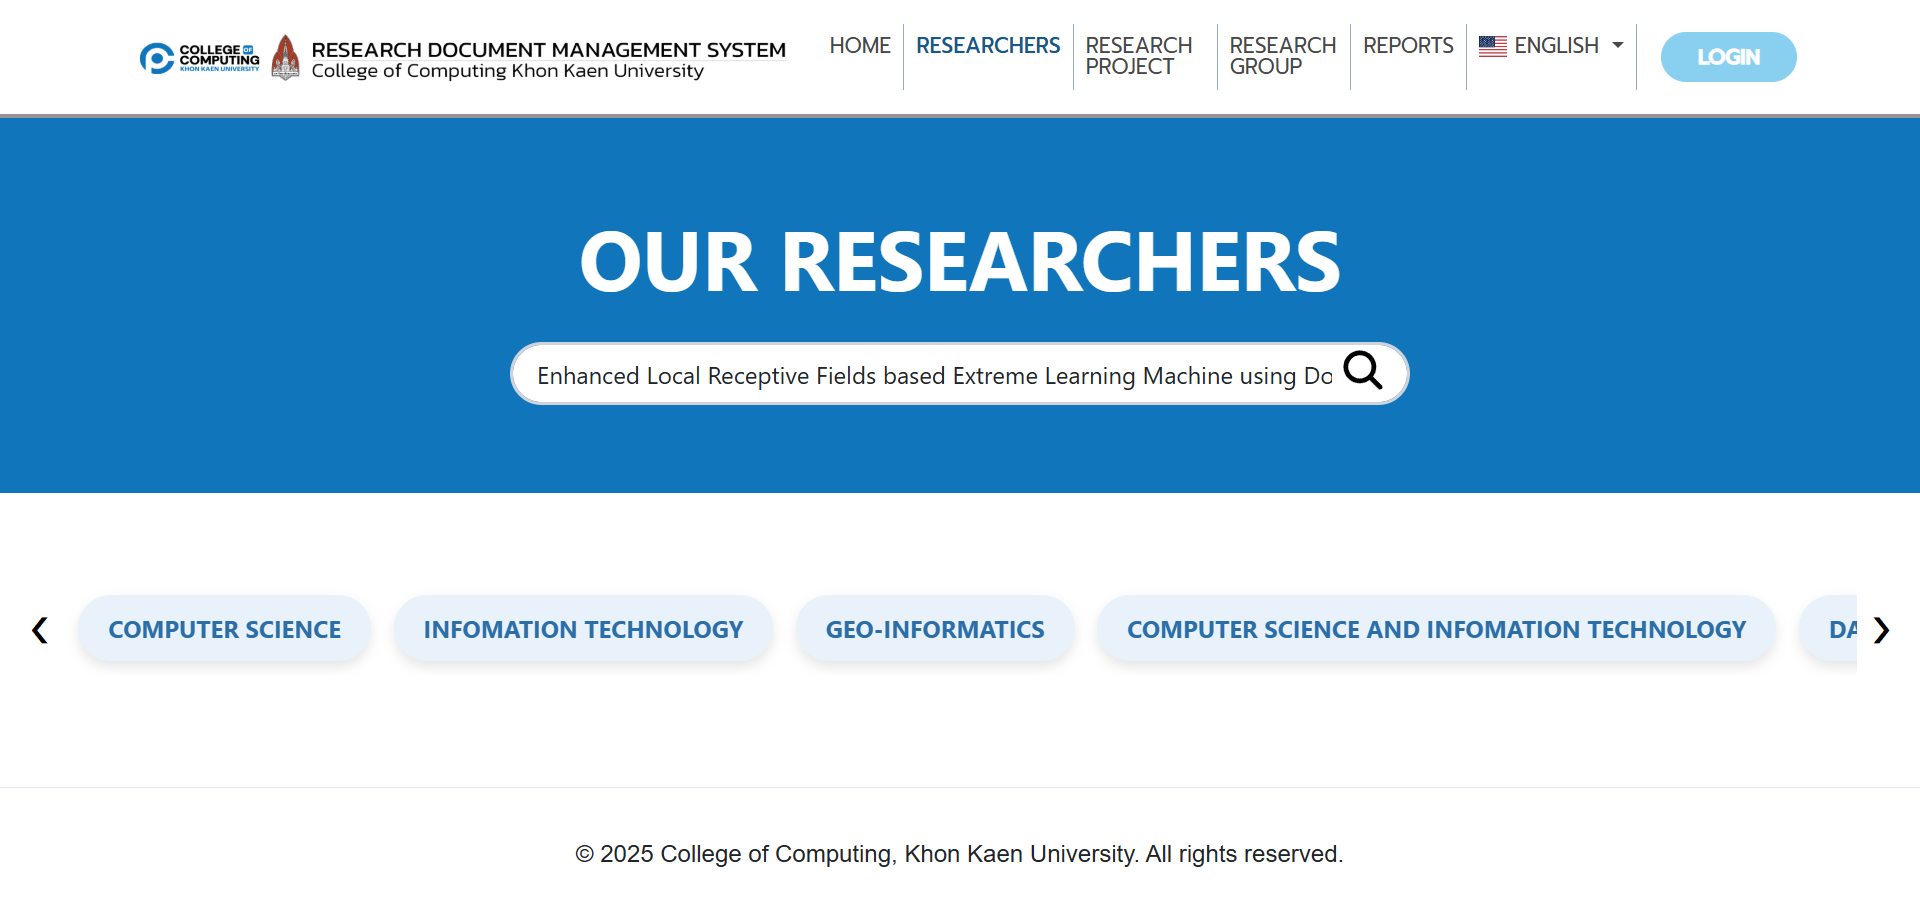 COLLEGE OF
COMPUTING
KHON KAEN UNIVERSITY
RESEARCH DOCUMENT MANAGEMENT SYSTEM
College of Computing Khon Kaen University
HOME
RESEARCHERS
RESEARCH
PROJECT
RESEARCH
GROUP
REPORTS
ENGLISH
LOGIN
OUR RESEARCHERS
Enhanced Local Receptive Fields based Extreme Learning Machine using Do
COMPUTER SCIENCE
INFOMATION TECHNOLOGY
GEO-INFORMATICS
COMPUTER SCIENCE AND INFOMATION TECHNOLOGY
DA
© 2025 College of Computing, Khon Kaen University. All rights reserved.